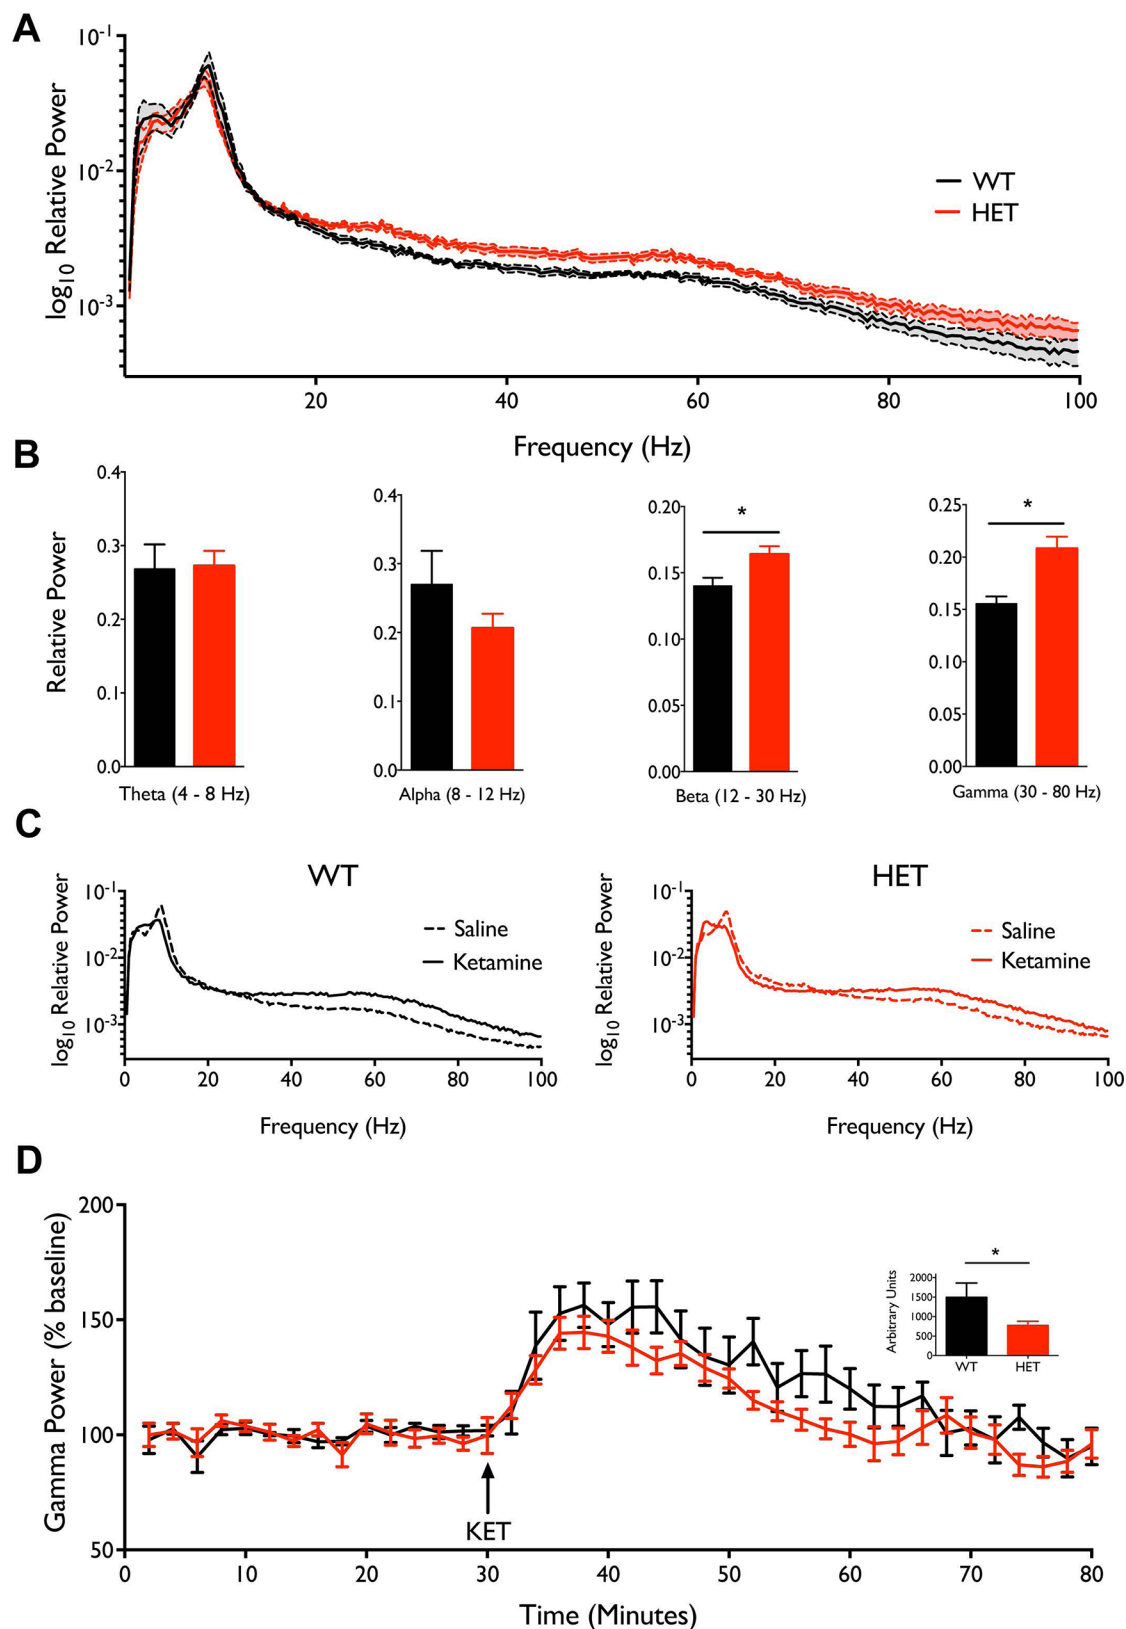 A
log10 Relative Power
10-1
10-2
10-3
WT
HET
20 40 60 80 100
Frequency (Hz)
B
Relative Power
0.4
0.3
0.2
0.1
0.0
Theta (4 - 8 Hz)
0.4
0.3
0.2
0.1
0.0
Alpha (8 - 12 Hz)
0.20
0.15
0.10
0.05
0.00
*
Beta (12 - 30 Hz)
0.25
0.20
0.15
0.10
0.05
0.00
*
Gamma (30 - 80 Hz)
C
WT
log10 Relative Power
10-1
10-2
10-3
Saline
Ketamine
0 20 40 60 80 100
Frequency (Hz)
HET
log10 Relative Power
10-1
10-2
10-3
Saline
Ketamine
0 20 40 60 80 100
Frequency (Hz)
D
Gamma Power (% baseline)
200
150
100
50
KET
0 10 20 30 40 50 60 70 80
Time (Minutes)
Arbitrary Units
2000
1500
1000
500
0
*
WT HET